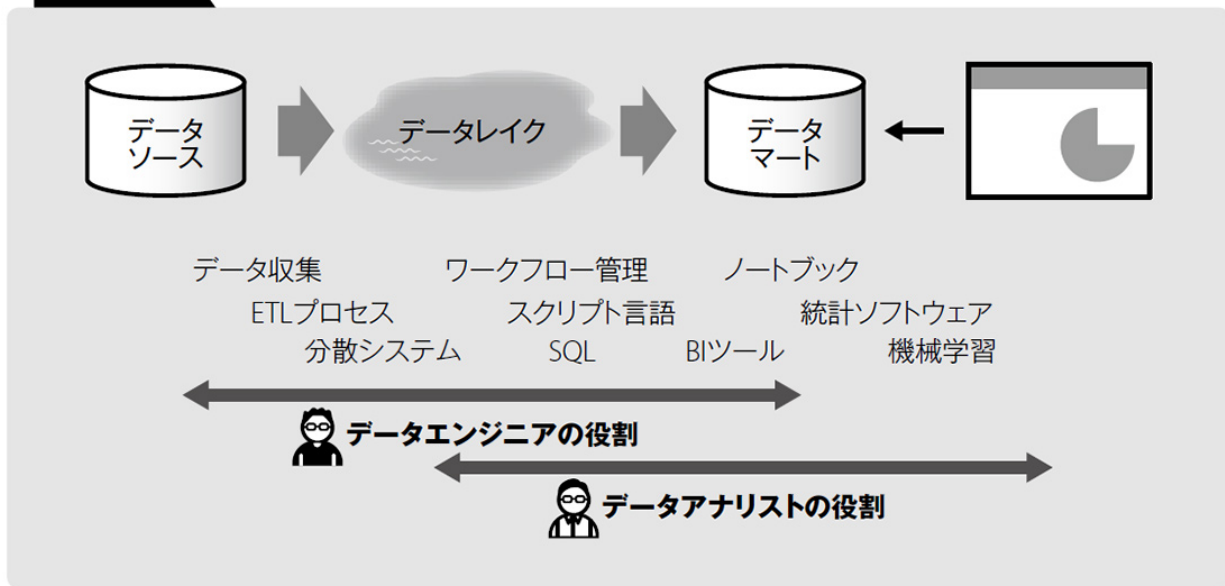 データ
ソース
データレイク
データ
マート
データ収集
ワークフロー管理
ノートブック
ETLプロセス
スクリプト言語
統計ソフトウェア
分散システム
SQL
BIツール
機械学習
データエンジニアの役割
データアナリストの役割